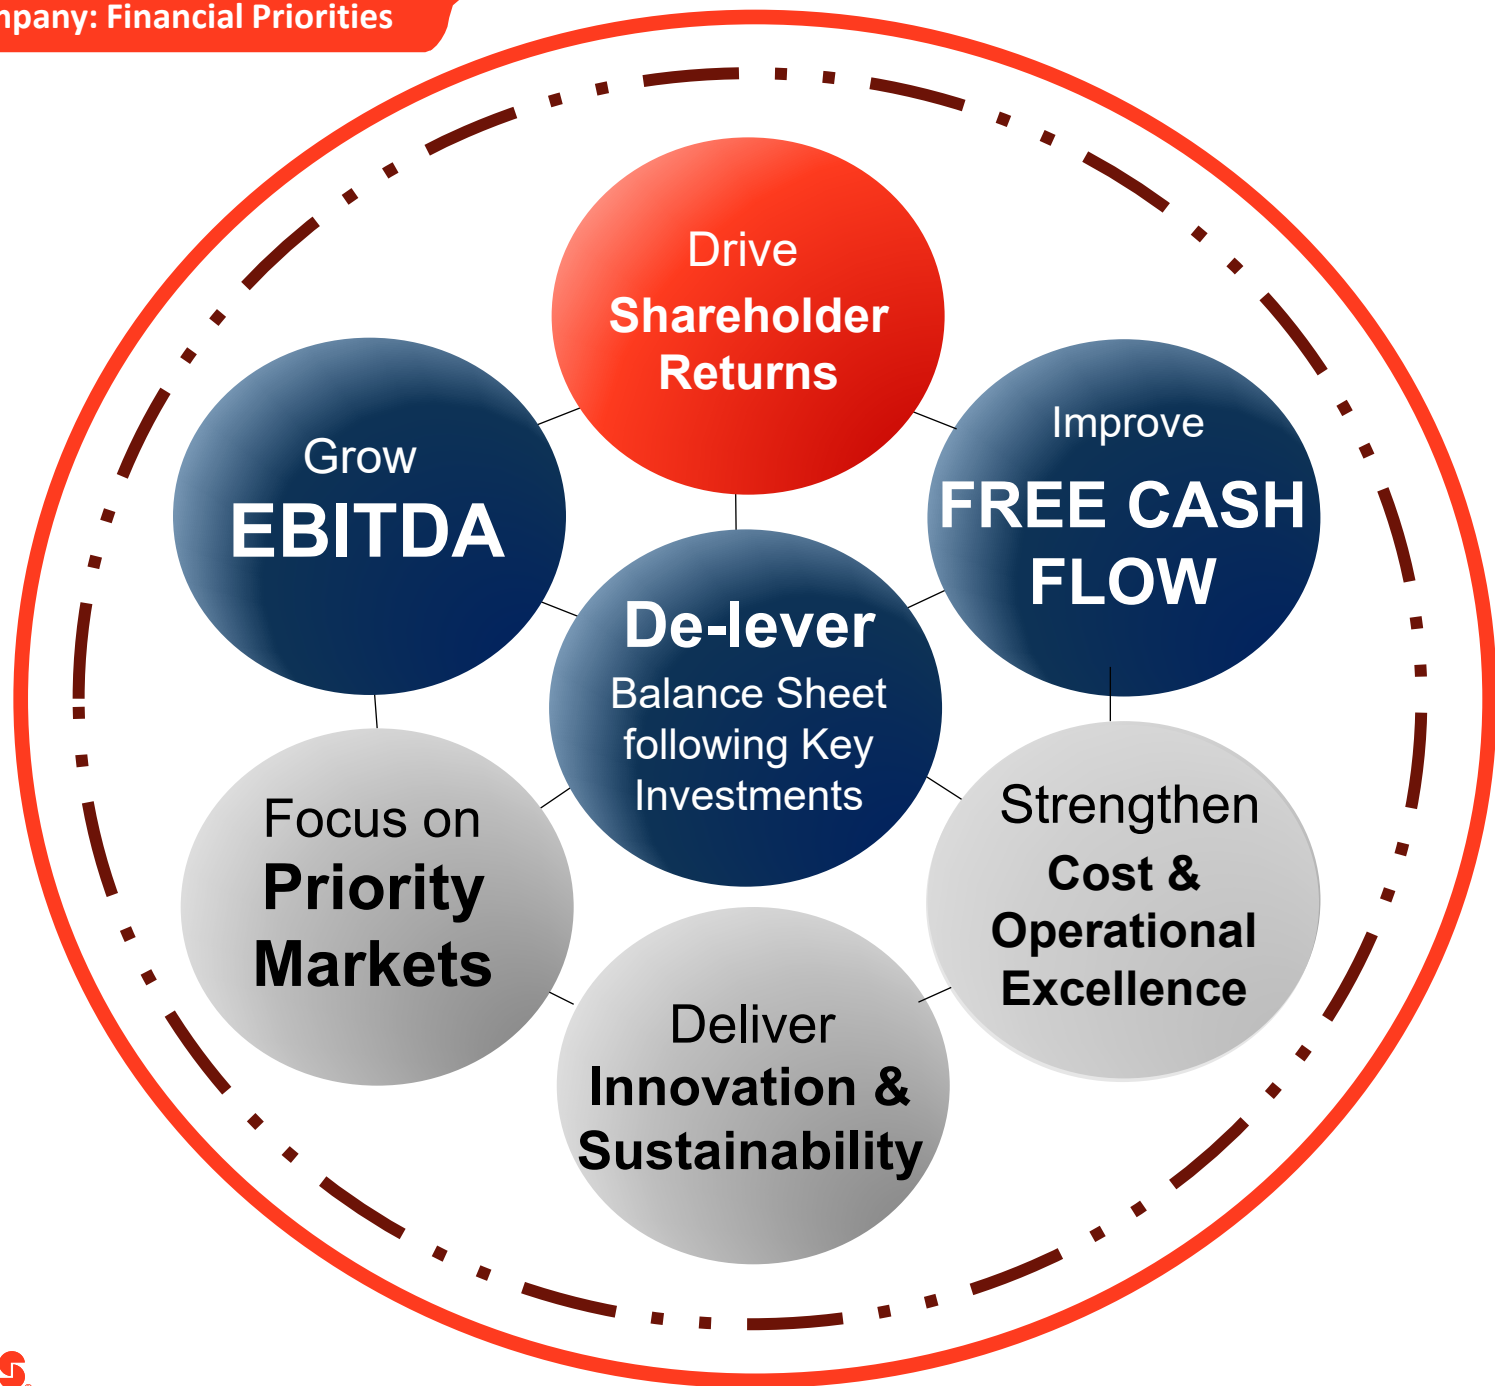 Company: Financial Priorities
Drive
Shareholder
Returns
Grow
EBITDA
Improve
FREE CASH
FLOW
De-lever
Balance Sheet
following Key
Investments
Focus on
Priority
Markets
Strengthen
Cost &
Operational
Excellence
Deliver
Innovation &
Sustainability